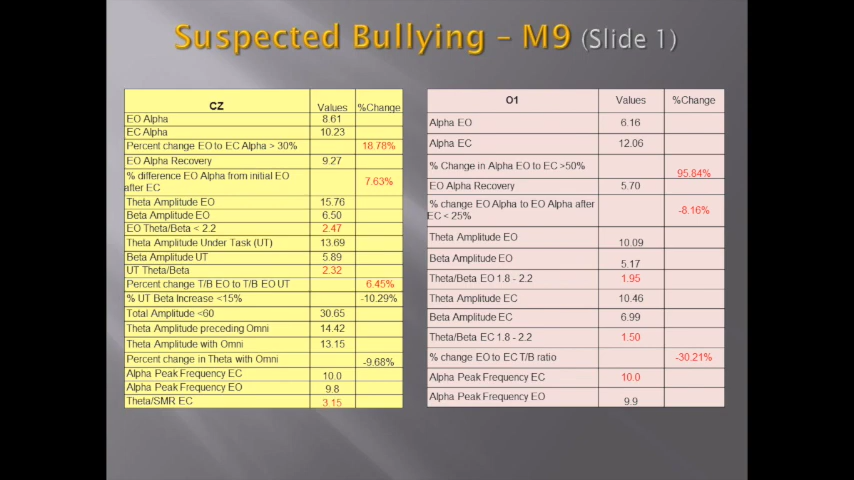 Suspected Bullying – M9 (Slide 1)
CZ Values %Change
EO Alpha 8.61
EC Alpha 10.23
Percent change EO to EC Alpha > 30% 18.78%
EO Alpha Recovery 9.27
% difference EO Alpha from initial EO
after EC 7.63%
Theta Amplitude EO 15.76
Beta Amplitude EO 6.50
EO Theta/Beta < 2.2 2.47
Theta Amplitude Under Task (UT) 13.69
Beta Amplitude UT 5.89
UT Theta/Beta 2.32
Percent change T/B EO to T/B EO UT 6.45%
% UT Beta Increase <15% -10.29%
Total Amplitude <60 30.65
Theta Amplitude preceding Omni 14.42
Theta Amplitude with Omni 13.15
Percent change in Theta with Omni -9.68%
Alpha Peak Frequency EC 10.0
Alpha Peak Frequency EO 9.8
Theta/SMR EC 3.15
O1 Values %Change
Alpha EO 6.16
Alpha EC 12.06
% Change in Alpha EO to EC >50% 95.84%
EO Alpha Recovery 5.70
% change EO Alpha to EO Alpha after
EC < 25% -8.16%
Theta Amplitude EO 10.09
Beta Amplitude EO 5.17
Theta/Beta EO 1.8 - 2.2 1.95
Theta Amplitude EC 10.46
Beta Amplitude EC 6.99
Theta/Beta EC 1.8 - 2.2 1.50
% change EO to EC T/B ratio -30.21%
Alpha Peak Frequency EC 10.0
Alpha Peak Frequency EO 9.9